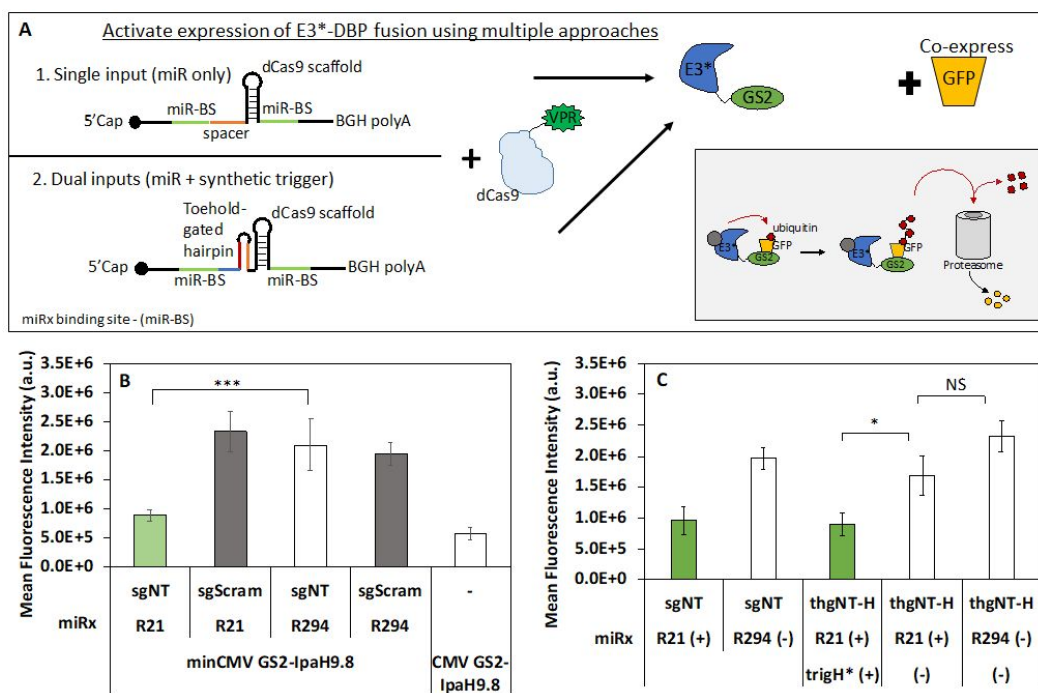 A
Activate expression of E3*-DBP fusion using multiple approaches
1. Single input (miR only)
dCas9 scaffold
miR-BS
miR-BS
5'Cap
BGH polyA
spacer
2. Dual inputs (miR + synthetic trigger)
Toehold-
gated
hairpin
dCas9 scaffold
5'Cap
BGH polyA
miR-BS
miR-BS
miRx binding site - (miR-BS)
+
VPR
dCas9
E3*
GS2
+
Co-express
GFP
ubiquitin
GFP
E3*
GS2
GFP
E3*
GS2
Proteasome
B
Mean Fluorescence Intensity (a.u.)
3.5E+6
3.0E+6
2.5E+6
2.0E+6
1.5E+6
1.0E+6
5.0E+5
0.0E+0
***
sgNT sgScram sgNT sgScram -
miRx R21 R21 R294 R294
minCMV GS2-IpaH9.8
CMV GS2-
IpaH9.8
C
Mean Fluorescence Intensity (a.u.)
3.5E+6
3.0E+6
2.5E+6
2.0E+6
1.5E+6
1.0E+6
5.0E+5
0.0E+0
*
NS
sgNT sgNT thgNT-H thgNT-H thgNT-H
miRx R21 (+) R294 (-) R21 (+) R21 (+) R294 (-)
trigH* (+) (-) (-)